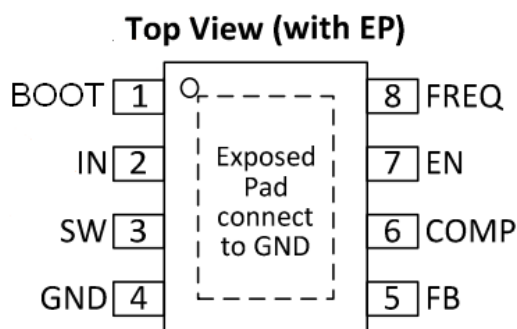 Top View (with EP)
BOOT 1 8 FREQ
IN 2 Exposed 7 EN
Pad
connect
SW 3 to GND 6 COMP
GND 4 5 FB